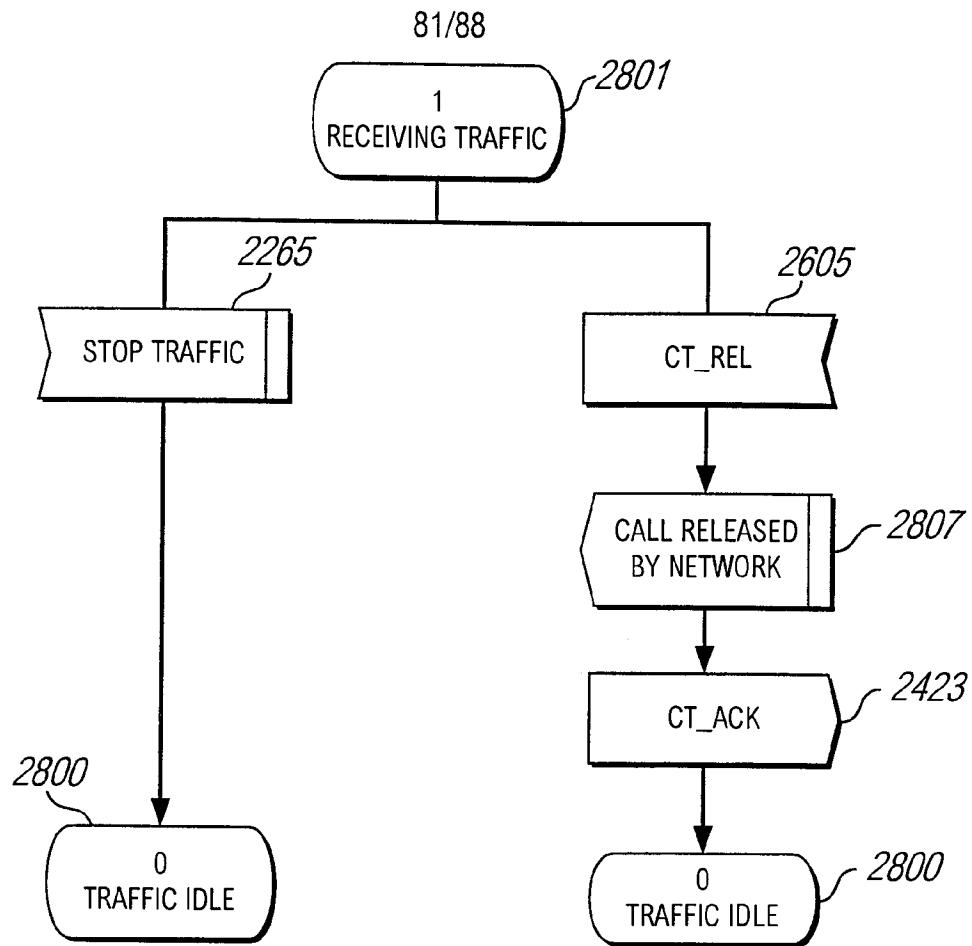 81/88
2801
1
RECEIVING TRAFFIC
2265
STOP TRAFFIC
2605
CT_REL
CALL RELEASED
BY NETWORK
2807
CT_ACK
2423
2800
0
TRAFFIC IDLE
0
TRAFFIC IDLE
2800